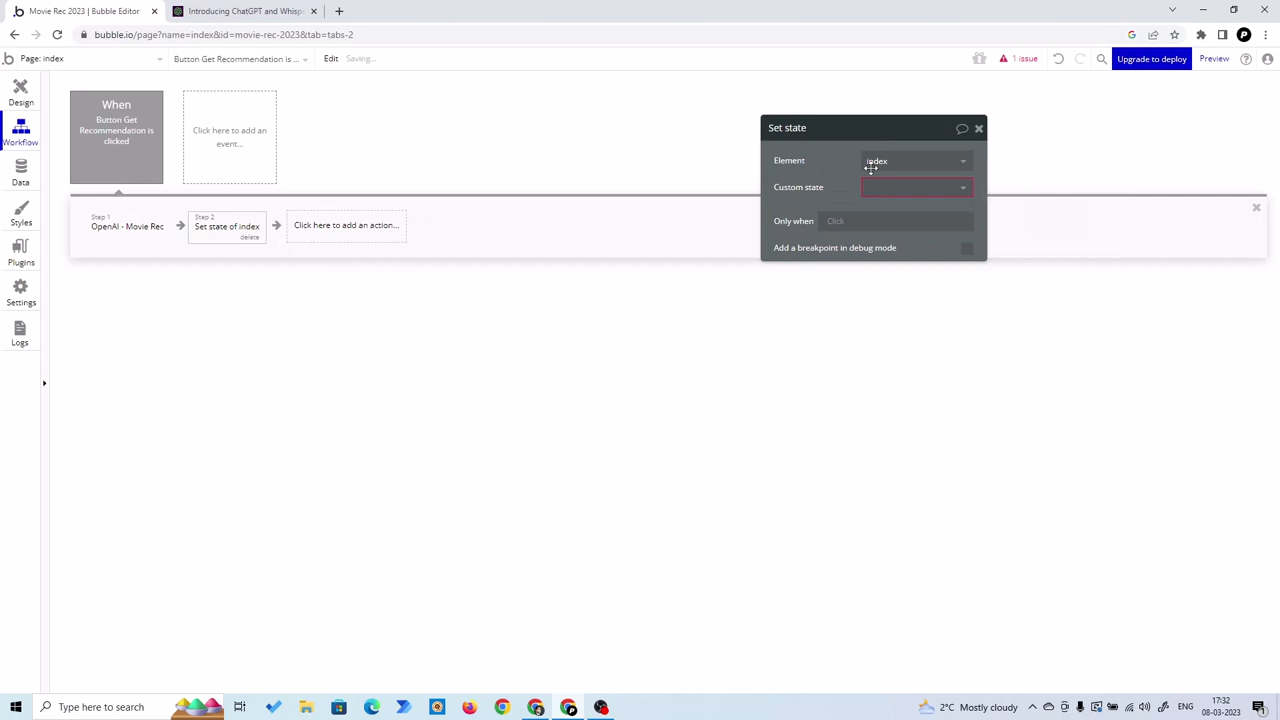 Movie Rec 2023 | Bubble Editor
Introducing ChatGPT and Whisp
bubble.io/page?name=index&id=movie-rec-2023&tab=tabs-2
Page: index
Button Get Recommendation is ...
Edit
Saving...
1 issue
Upgrade to deploy
Preview
Design
Workflow
Data
Styles
Plugins
Settings
Logs
When
Button Get
Recommendation is
clicked
Click here to add an
event...
Step 1
OpenAI - Movie Rec
Step 2
Set state of index
delete
Click here to add an action...
Set state
Element
index
Custom state
Only when
Click
Add a breakpoint in debug mode
Type here to search
2°C Mostly cloudy
ENG
17:32
08-03-2023